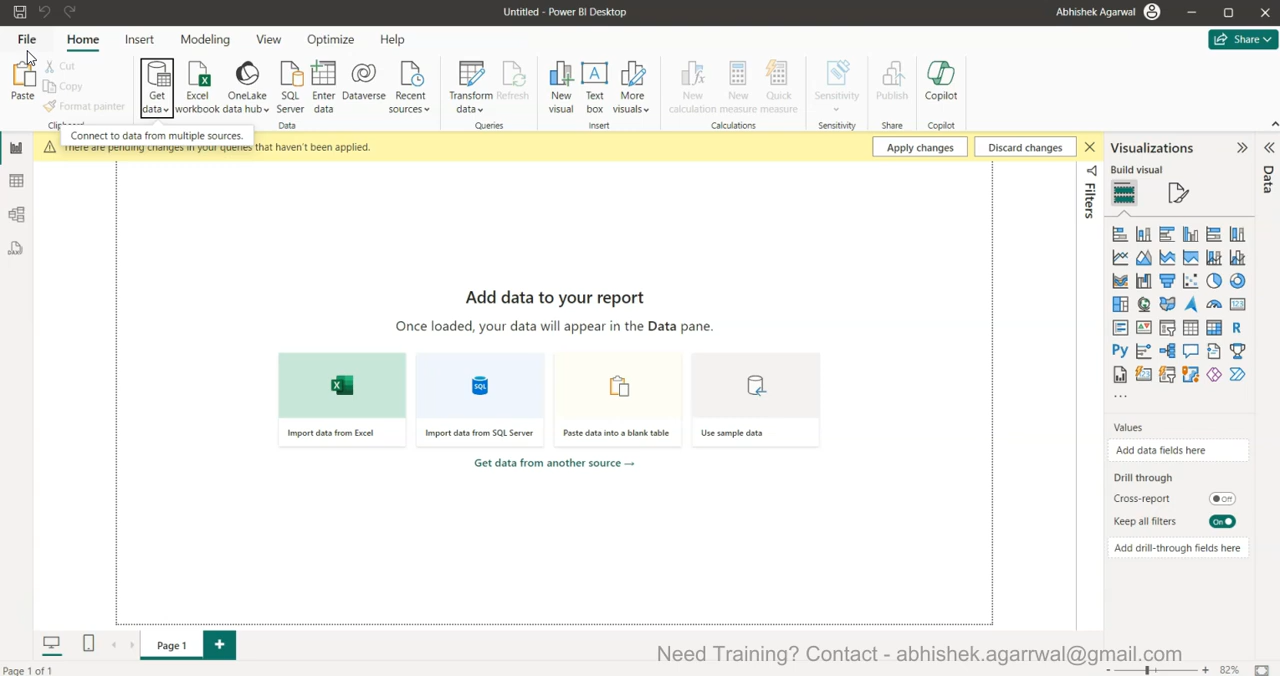 Untitled - Power BI Desktop
Abhishek Agarwal
File
Home
Insert
Modeling
View
Optimize
Help
Share
Paste
Cut
Copy
Format painter
Get data
Excel workbook
OneLake data hub
SQL Server
Enter data
Dataverse
Recent sources
Transform data
Refresh
New visual
Text box
More visuals
New calculation
New measure
Quick measure
Sensitivity
Publish
Copilot
Data
Queries
Insert
Calculations
Sensitivity
Share
Copilot
Connect to data from multiple sources.
There are pending changes in your queries that haven't been applied.
Apply changes
Discard changes
Filters
Visualizations
Data
Build visual
Add data to your report
Once loaded, your data will appear in the Data pane.
Import data from Excel
Import data from SQL Server
Paste data into a blank table
Use sample data
Get data from another source →
R
Py
123
Values
Add data fields here
Drill through
Cross-report
Off
Keep all filters
On
Add drill-through fields here
Page 1
Need Training? Contact - abhishek.agarrwal@gmail.com
Page 1 of 1
82%